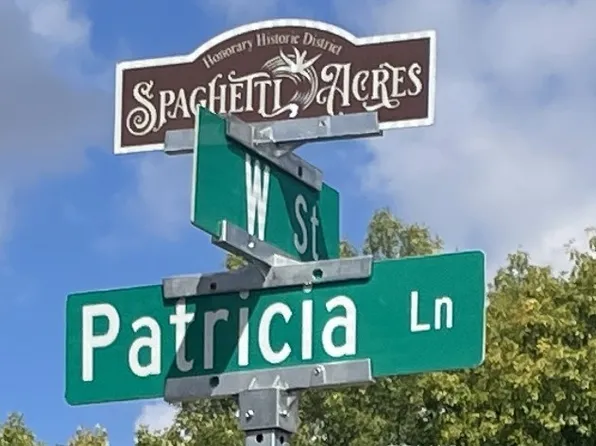 Honorary Historic District
SPAGHETTI ACRES
W St
Patricia Ln